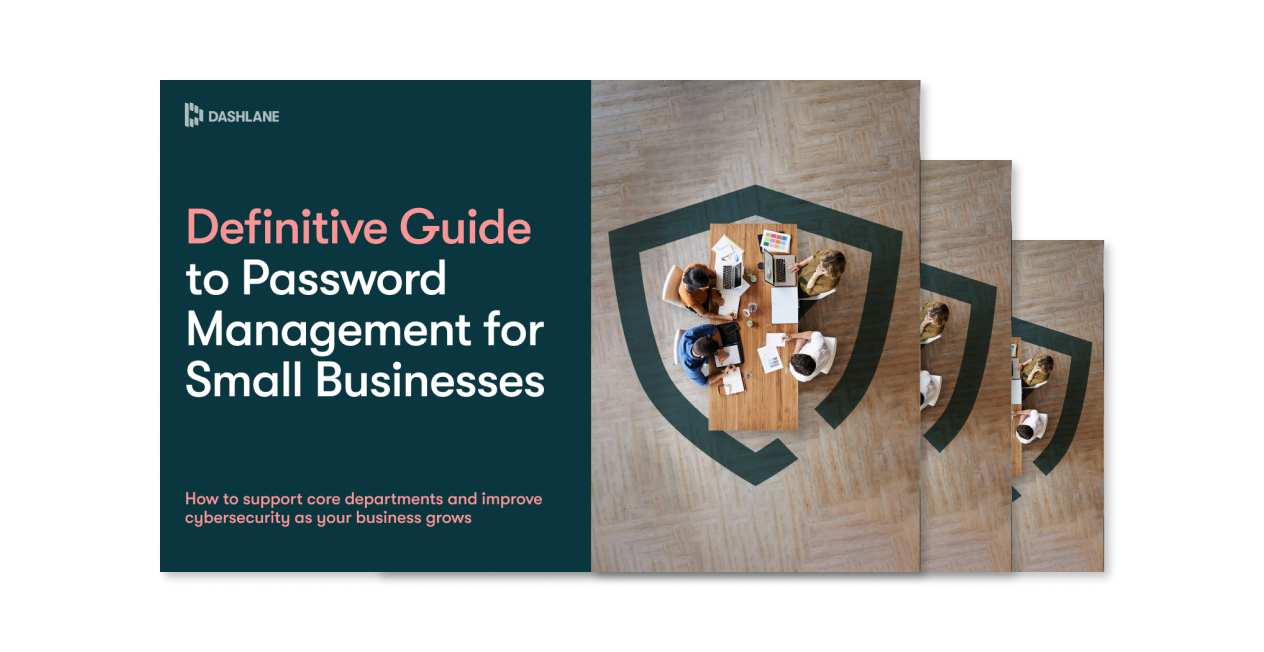 DASHLANE
Definitive Guide
to Password
Management for
Small Businesses
How to support core departments and improve
cybersecurity as your business grows